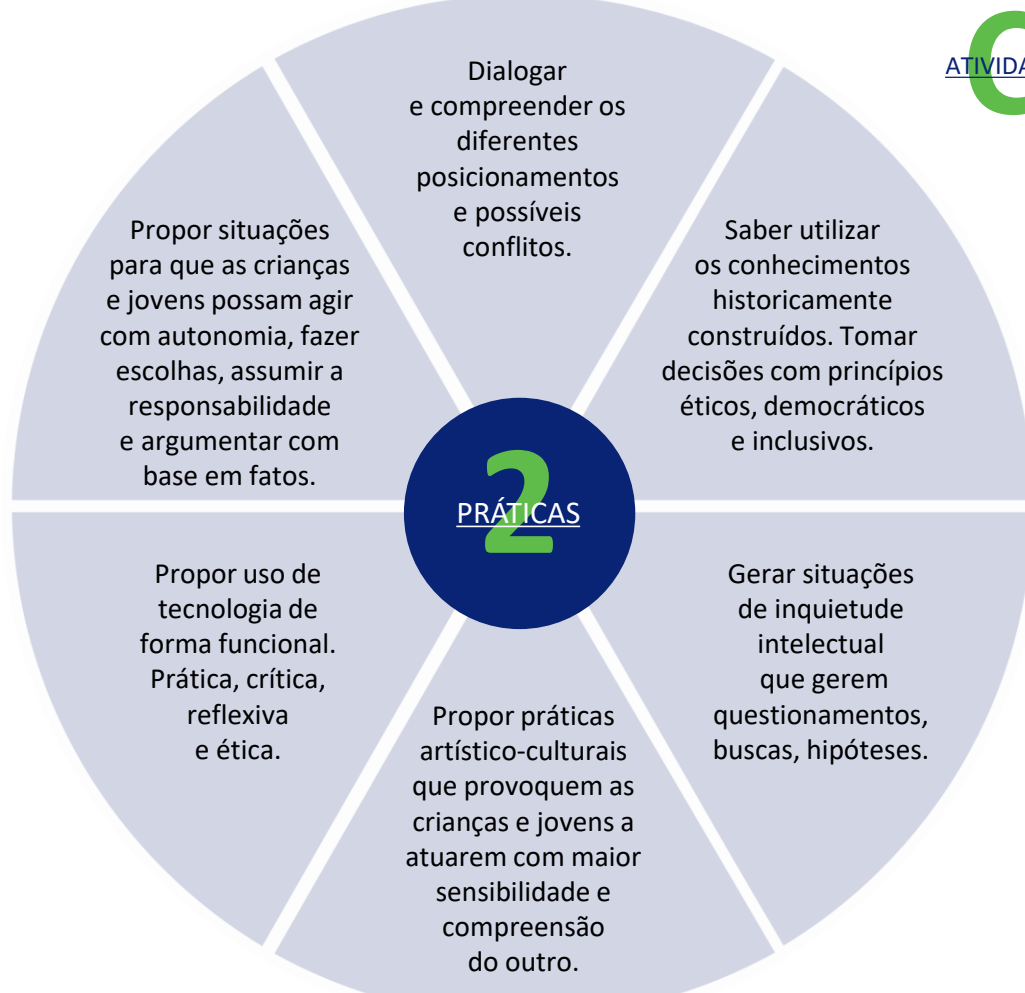 Dialogar
e compreender os
diferentes
posicionamentos
e possíveis
conflitos.
Saber utilizar
os conhecimentos
historicamente
construídos. Tomar
decisões com princípios
éticos, democráticos
e inclusivos.
Gerar situações
de inquietude
intelectual
que gerem
questionamentos,
buscas, hipóteses.
Propor práticas
artístico-culturais
que provoquem as
crianças e jovens a
atuarem com maior
sensibilidade e
compreensão
do outro.
Propor uso de
tecnologia de
forma funcional.
Prática, crítica,
reflexiva
e ética.
Propor situações
para que as crianças
e jovens possam agir
com autonomia, fazer
escolhas, assumir a
responsabilidade
e argumentar com
base em fatos.
2
PRÁTICAS